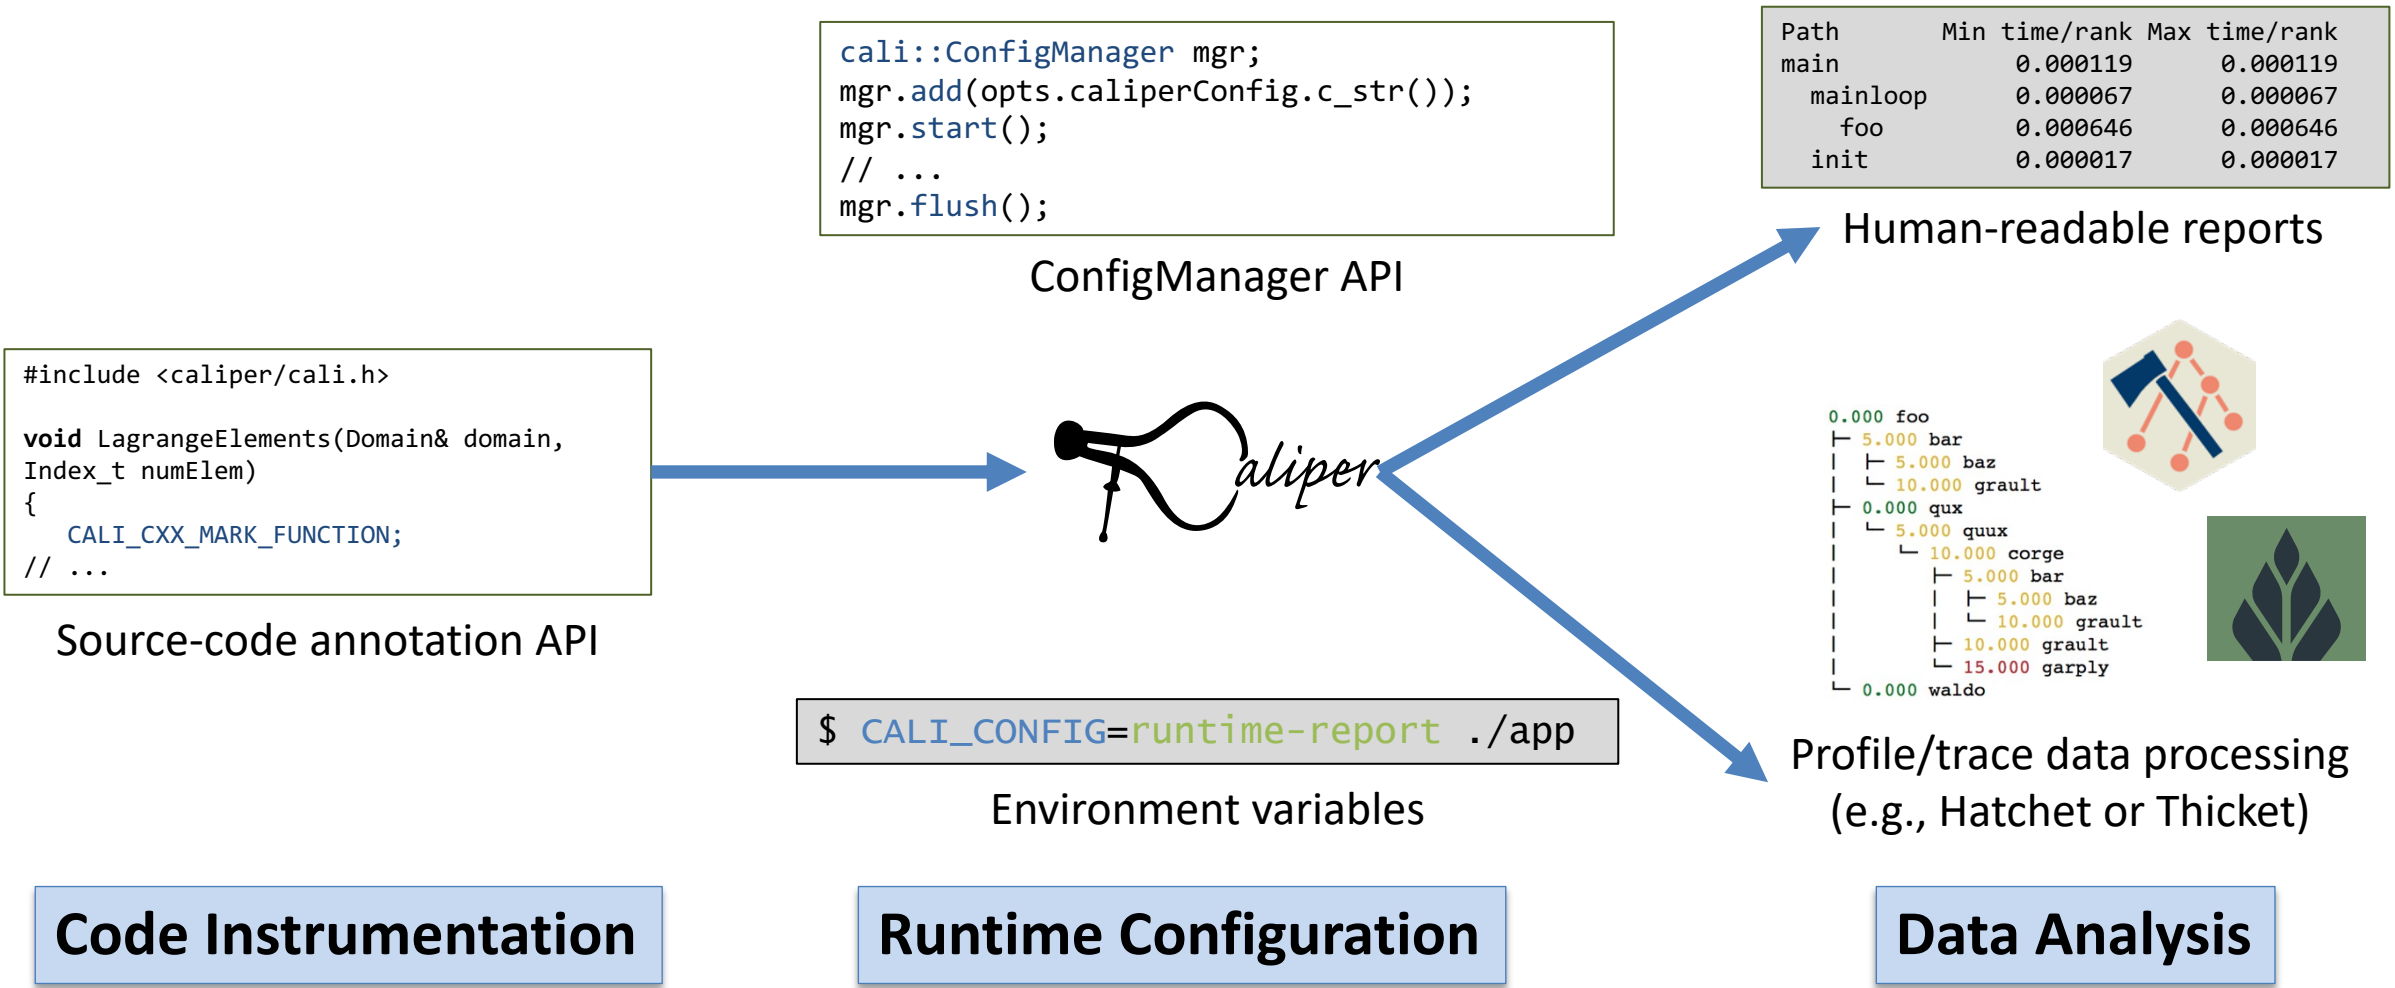 cali::ConfigManager mgr;
mgr.add(opts.caliperConfig.c_str());
mgr.start();
// ...
mgr.flush();
ConfigManager API
Path Min time/rank Max time/rank
main 0.000119 0.000119
mainloop 0.000067 0.000067
foo 0.000646 0.000646
init 0.000017 0.000017
Human-readable reports
#include <caliper/cali.h>
void LagrangeElements(Domain& domain,
Index_t numElem)
{
CALI_CXX_MARK_FUNCTION;
// ...
Source-code annotation API
Caliper
0.000 foo
5.000 bar
5.000 baz
10.000 grault
0.000 qux
5.000 quux
10.000 corge
5.000 bar
5.000 baz
10.000 grault
10.000 grault
15.000 garply
0.000 waldo
$ CALI_CONFIG=runtime-report ./app
Environment variables
Profile/trace data processing
(e.g., Hatchet or Thicket)
Code Instrumentation
Runtime Configuration
Data Analysis